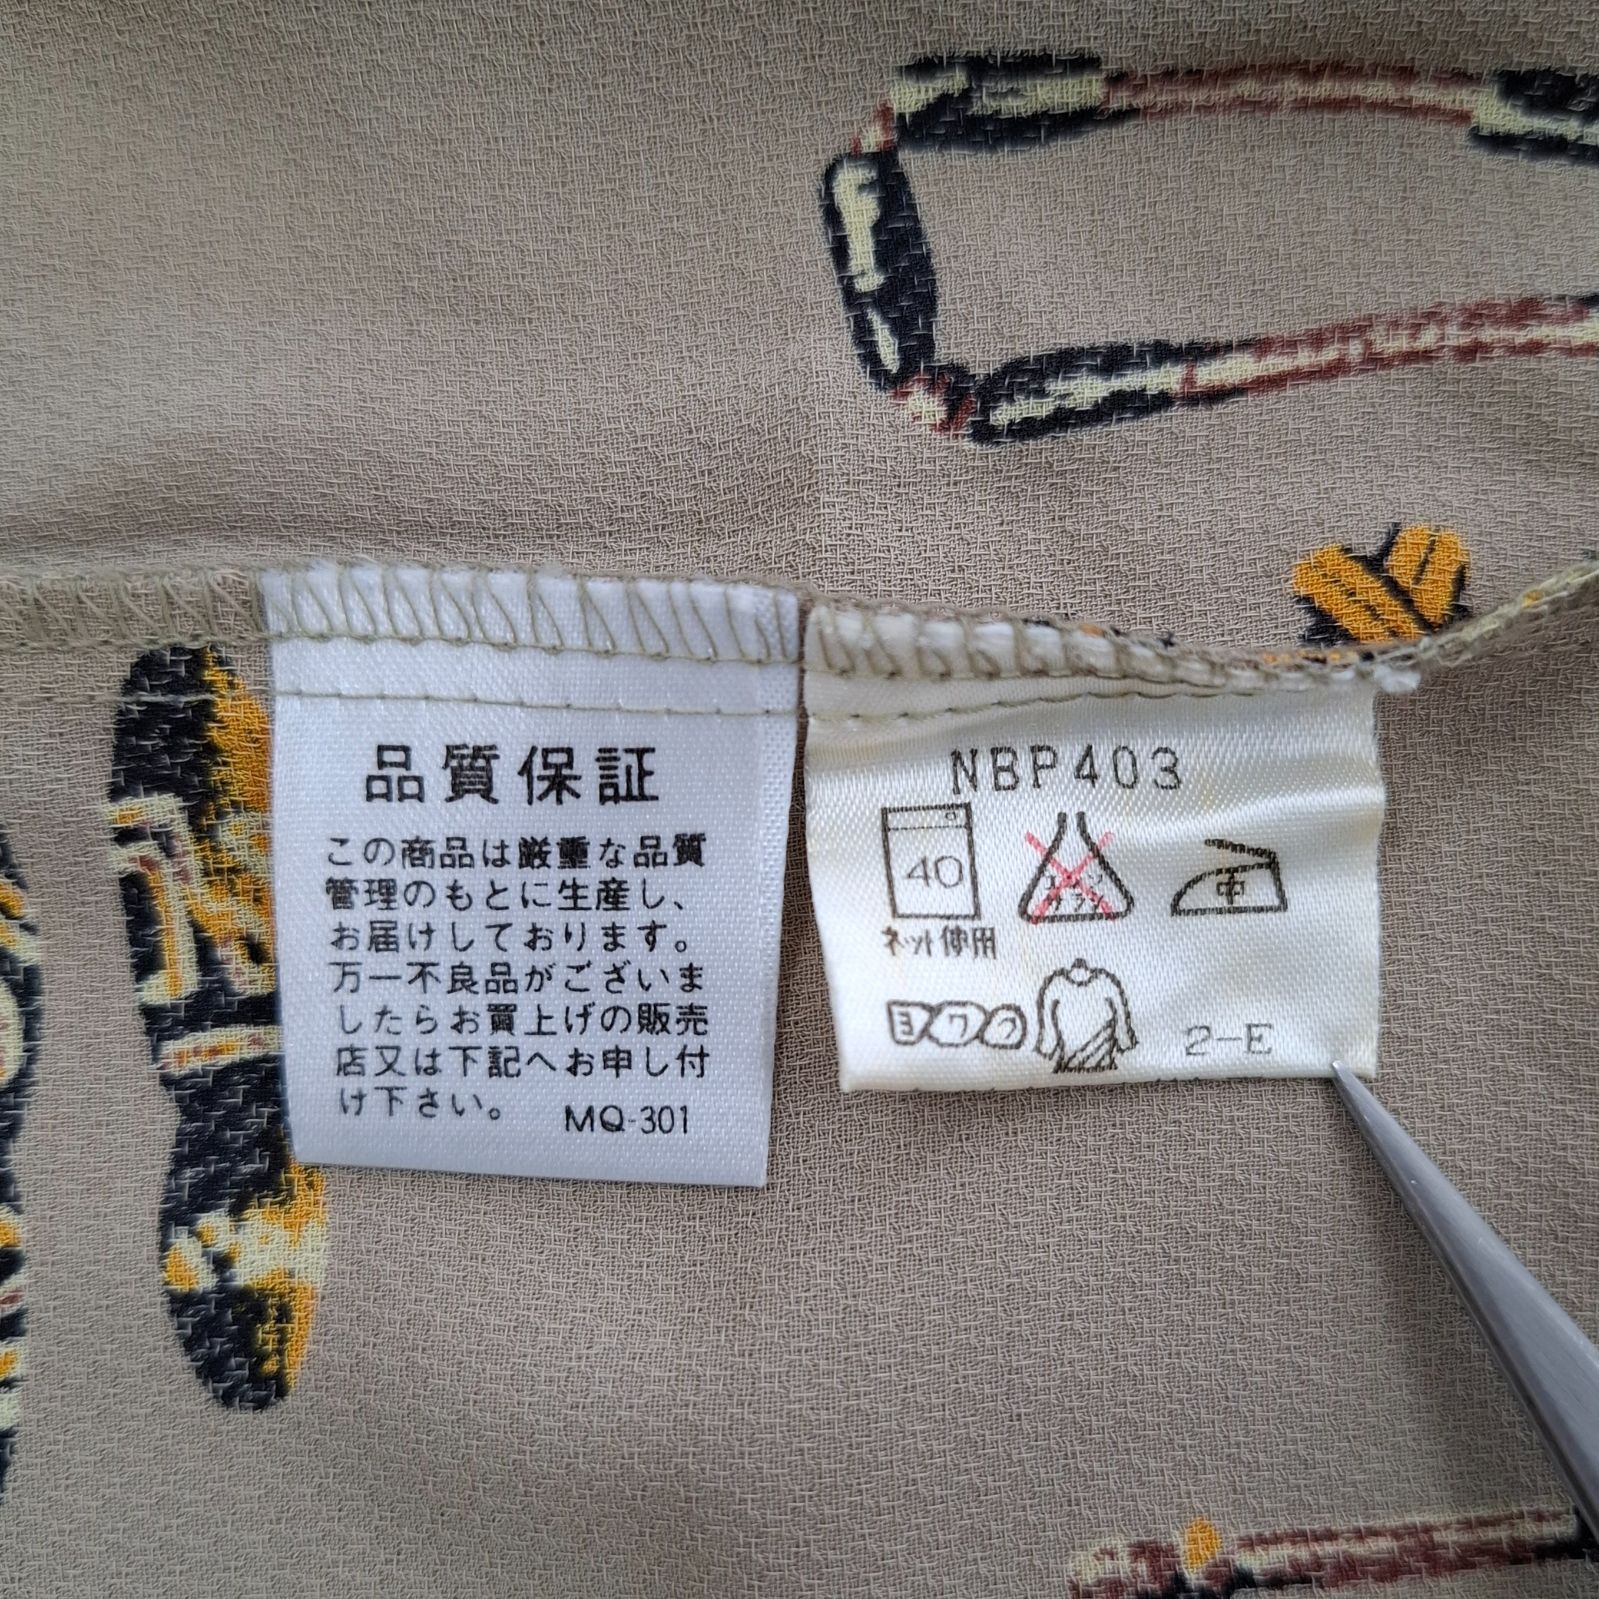 品質保証
この商品は厳重な品質
管理のもとに生産し、
お届けしております。
万一不良品がございま
したらお買上げの販売
店又は下記へお申し付
け下さい。
MQ-301
NBP403
40
中
ネット使用
ヨワク
2-E